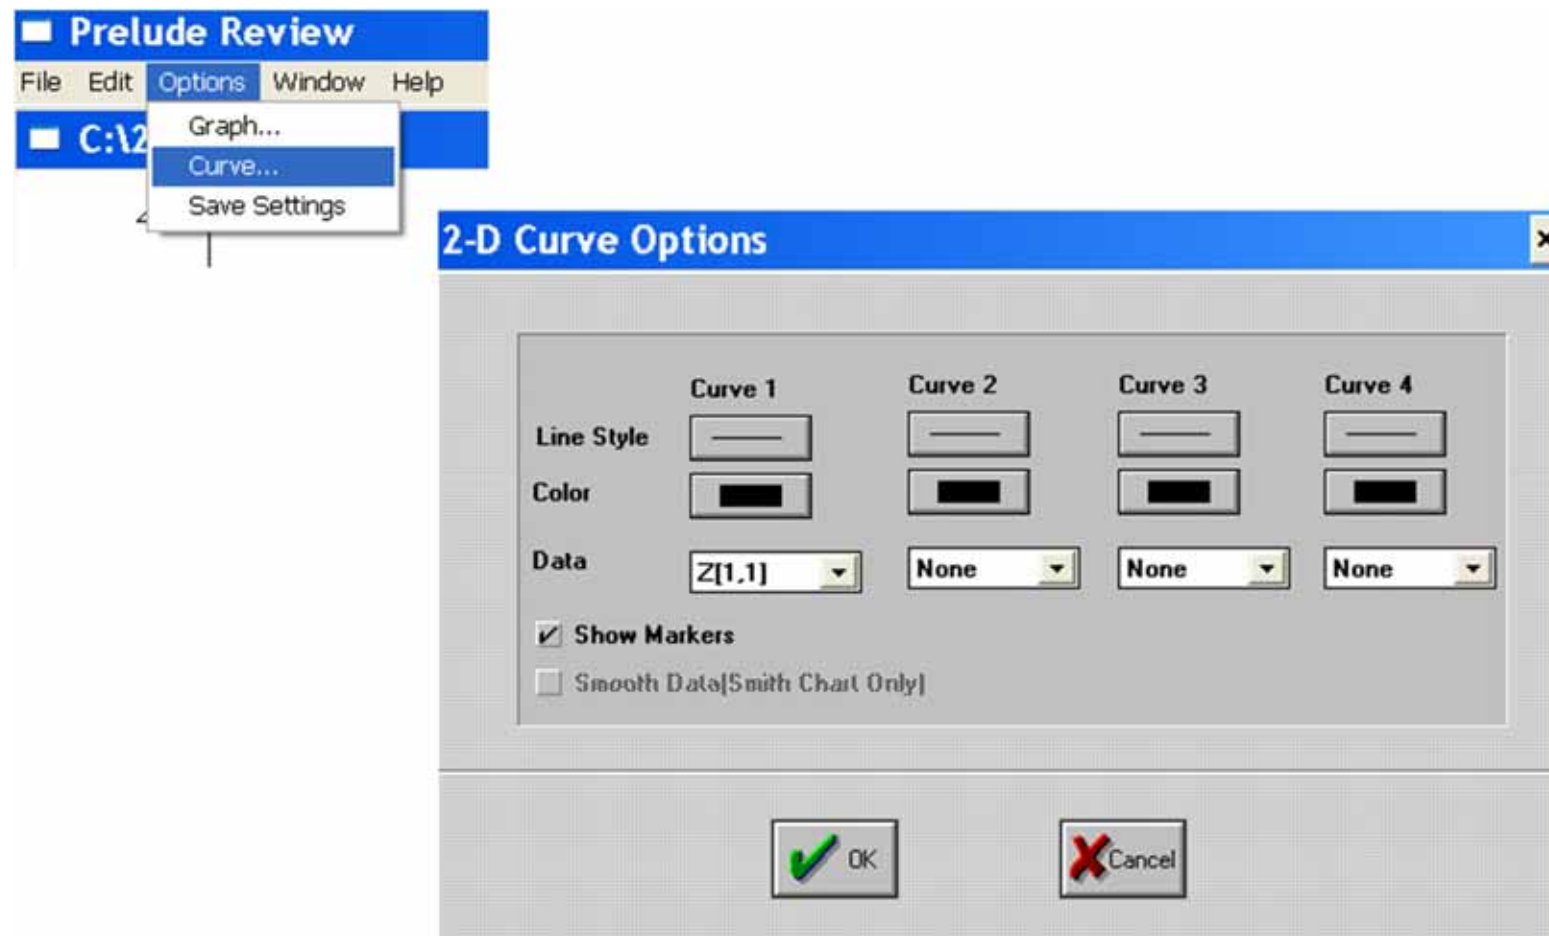 Prelude Review
File Edit Options Window Help
Graph...
C:\2
Curve...
Save Settings
2-D Curve Options
Curve 1 Curve 2 Curve 3 Curve 4
Line Style
Color
Data Z[1,1] None None None
Show Markers
Smooth Data(Smith Chart Only)
OK Cancel